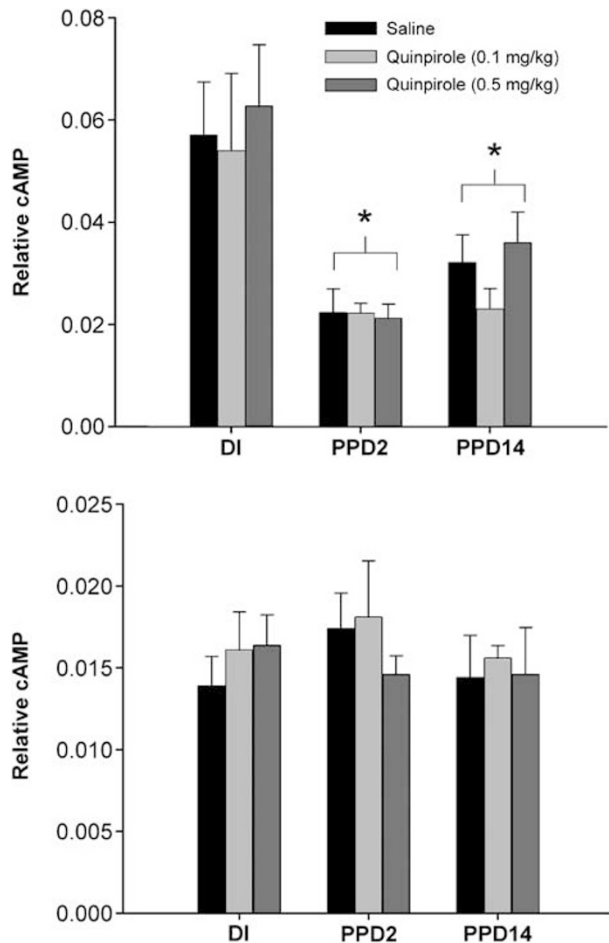 0.08
0.06
0.04
0.02
0.00
Relative cAMP
Saline
Quinpirole (0.1 mg/kg)
Quinpirole (0.5 mg/kg)
*
*
DI PPD2 PPD14
0.025
0.020
0.015
0.010
0.005
0.000
Relative cAMP
DI PPD2 PPD14